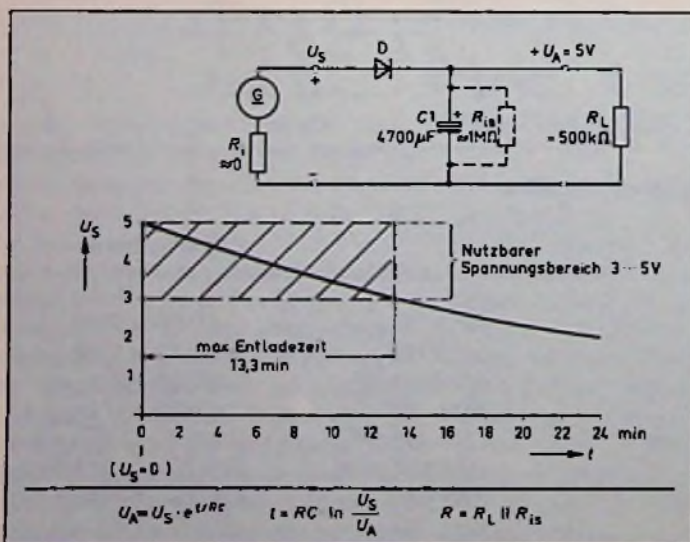 U_S D +U_A = 5V
+
G
R_i ≈0
C1 + 4700µF
R_is ≈1MΩ
R_L = 500kΩ
−
U_S
5
4
3
2
1
0
Nutzbarer
Spannungsbereich 3…5V
max Entladezeit
13,3 min
0 2 4 6 8 10 12 14 16 18 20 22 24 min
t
(U_S=0)
U_A = U_S · e^t/RC t = RC ln U_S/U_A R = R_L II R_is